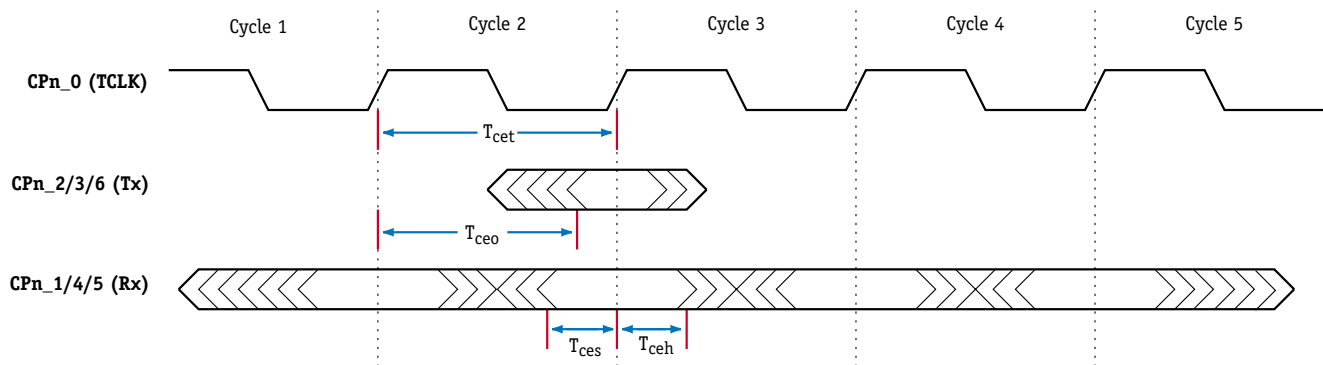 Cycle 1 Cycle 2 Cycle 3 Cycle 4 Cycle 5
CPn_0 (TCLK)
Tcet
CPn_2/3/6 (Tx)
Tceo
CPn_1/4/5 (Rx)
Tces Tceh